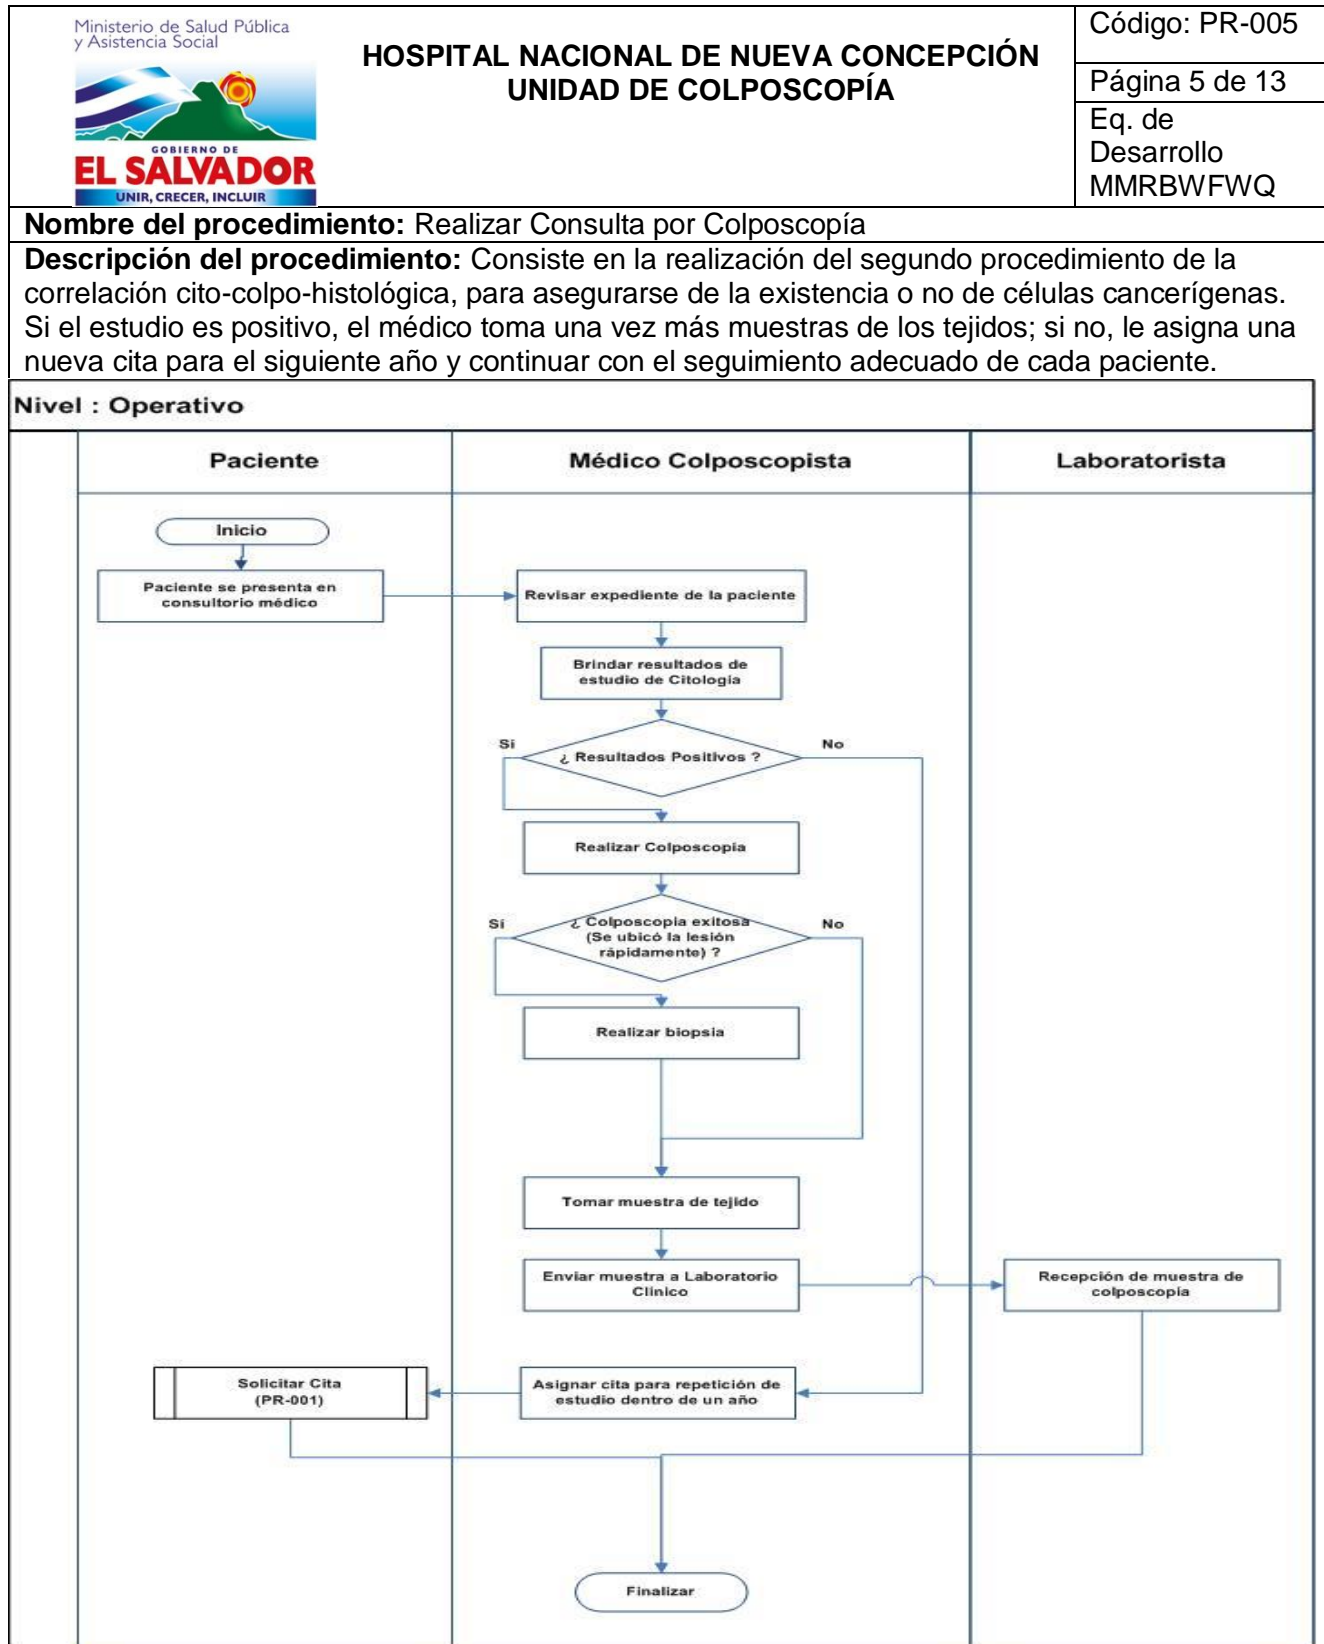 Ministerio de Salud Pública
y Asistencia Social
GOBIERNO DE
EL SALVADOR
UNIR, CRECER, INCLUIR
HOSPITAL NACIONAL DE NUEVA CONCEPCIÓN
UNIDAD DE COLPOSCOPÍA
Código: PR-005
Página 5 de 13
Eq. de
Desarrollo
MMRBWFWQ
Nombre del procedimiento: Realizar Consulta por Colposcopía
Descripción del procedimiento: Consiste en la realización del segundo procedimiento de la
correlación cito-colpo-histológica, para asegurarse de la existencia o no de células cancerígenas.
Si el estudio es positivo, el médico toma una vez más muestras de los tejidos; si no, le asigna una
nueva cita para el siguiente año y continuar con el seguimiento adecuado de cada paciente.
Nivel : Operativo
Paciente
Médico Colposcopista
Laboratorista
Inicio
Paciente se presenta en
consultorio médico
Revisar expediente de la paciente
Brindar resultados de
estudio de Citología
Sí
¿ Resultados Positivos ?
No
Realizar Colposcopía
Sí
¿ Colposcopia exitosa
(Se ubicó la lesión
rápidamente) ?
No
Realizar biopsia
Tomar muestra de tejido
Enviar muestra a Laboratorio
Clínico
Recepción de muestra de
colposcopía
Solicitar Cita
(PR-001)
Asignar cita para repetición de
estudio dentro de un año
Finalizar